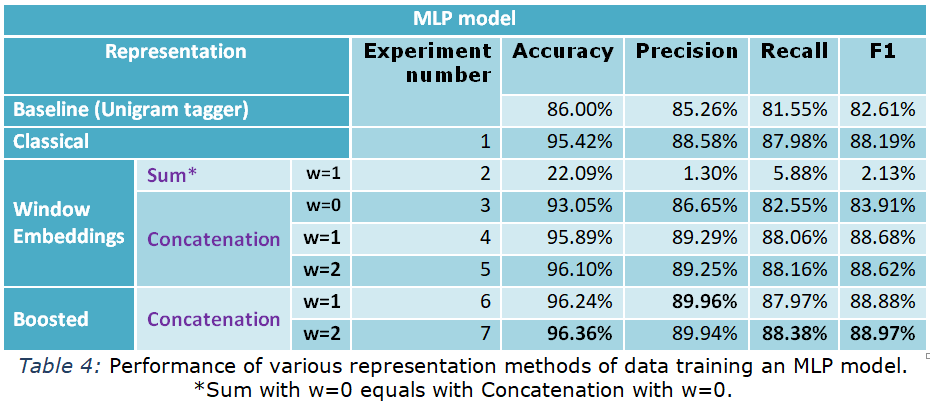 MLP model
Representation Experiment number Accuracy Precision Recall F1
Baseline (Unigram tagger) 86.00% 85.26% 81.55% 82.61%
Classical 1 95.42% 88.58% 87.98% 88.19%
Window Embeddings Sum* w=1 2 22.09% 1.30% 5.88% 2.13%
Concatenation w=0 3 93.05% 86.65% 82.55% 83.91%
w=1 4 95.89% 89.29% 88.06% 88.68%
w=2 5 96.10% 89.25% 88.16% 88.62%
Boosted Concatenation w=1 6 96.24% 89.96% 87.97% 88.88%
w=2 7 96.36% 89.94% 88.38% 88.97%
Table 4: Performance of various representation methods of data training an MLP model.
*Sum with w=0 equals with Concatenation with w=0.